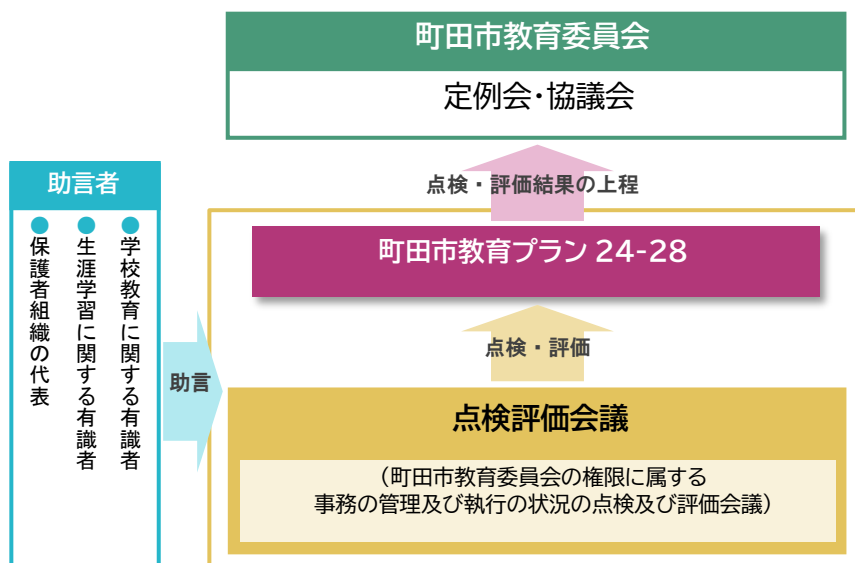 町田市教育委員会
定例会・協議会
点検・評価結果の上程
助言者
●学校教育に関する有識者
●生涯学習に関する有識者
●保護者組織の代表
町田市教育プラン 24-28
点検・評価
助言
点検評価会議
（町田市教育委員会の権限に属する
事務の管理及び執行の状況の点検及び評価会議）